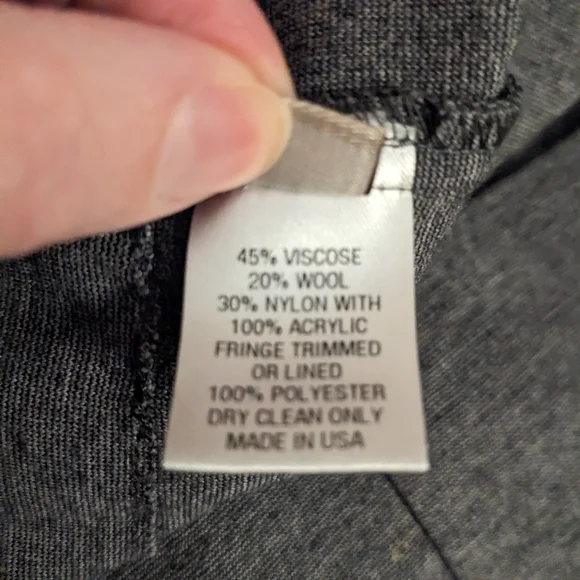 45% VISCOSE
20% WOOL
30% NYLON WITH
100% ACRYLIC
FRINGE TRIMMED
OR LINED
100% POLYESTER
DRY CLEAN ONLY
MADE IN USA